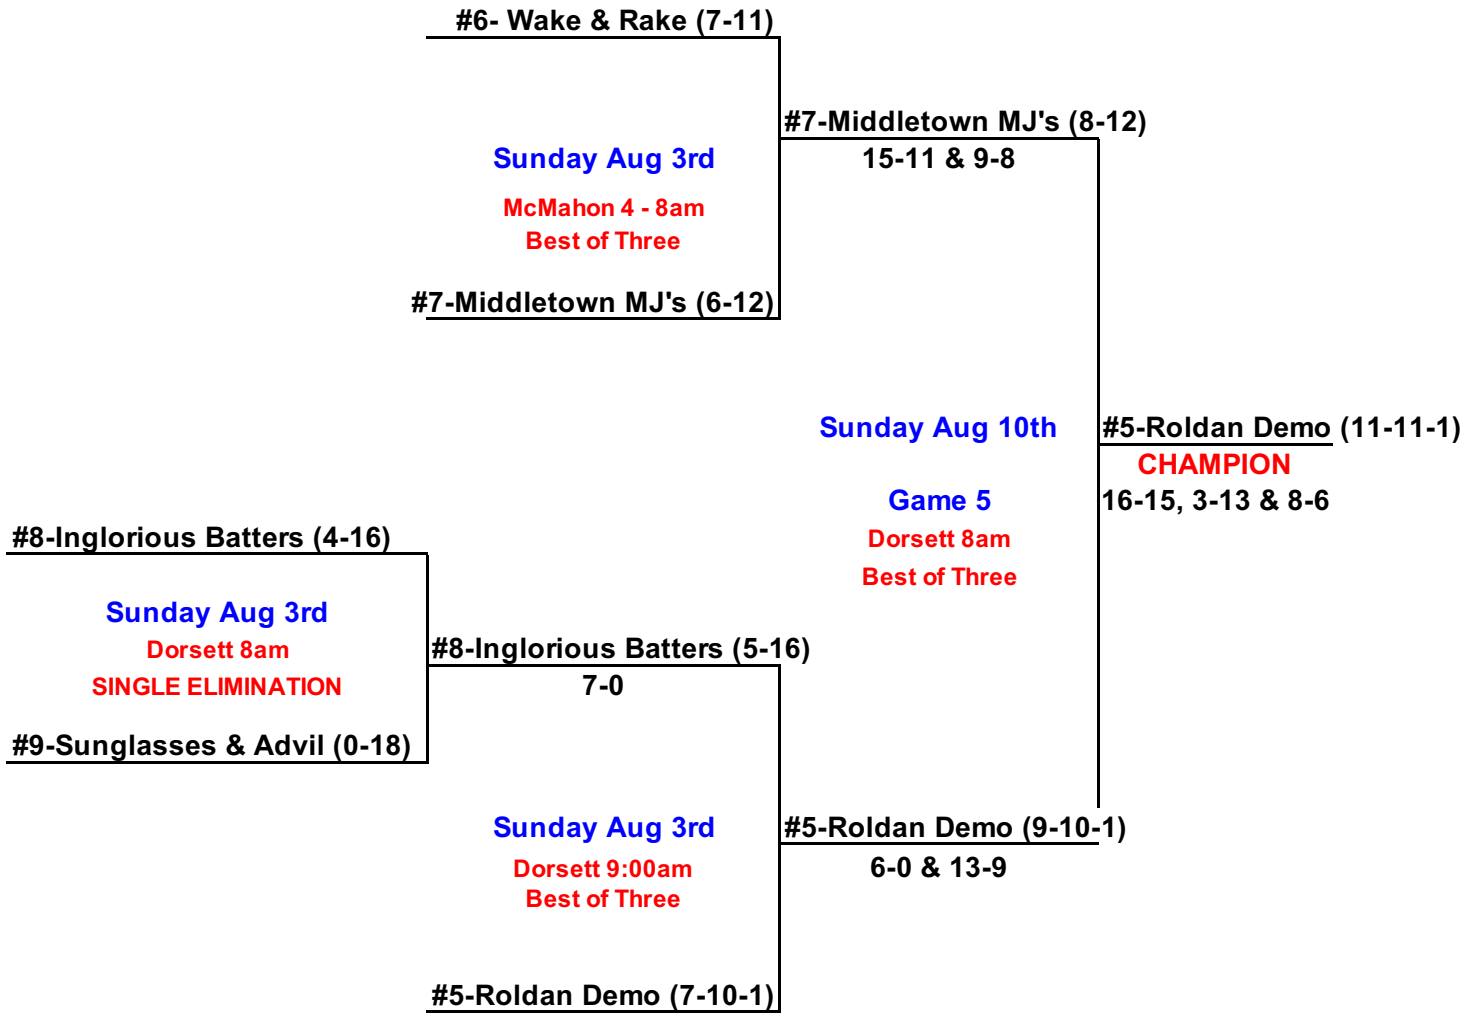 #6- Wake & Rake (7-11)
#7-Middletown MJ's (8-12)
Sunday Aug 3rd
15-11 & 9-8
McMahon 4 - 8am
Best of Three
#7-Middletown MJ's (6-12)
Sunday Aug 10th
#5-Roldan Demo (11-11-1)
CHAMPION
Game 5
16-15, 3-13 & 8-6
#8-Inglorious Batters (4-16)
Dorsett 8am
Best of Three
Sunday Aug 3rd
Dorsett 8am
#8-Inglorious Batters (5-16)
SINGLE ELIMINATION
7-0
#9-Sunglasses & Advil (0-18)
Sunday Aug 3rd
#5-Roldan Demo (9-10-1)
Dorsett 9:00am
6-0 & 13-9
Best of Three
#5-Roldan Demo (7-10-1)